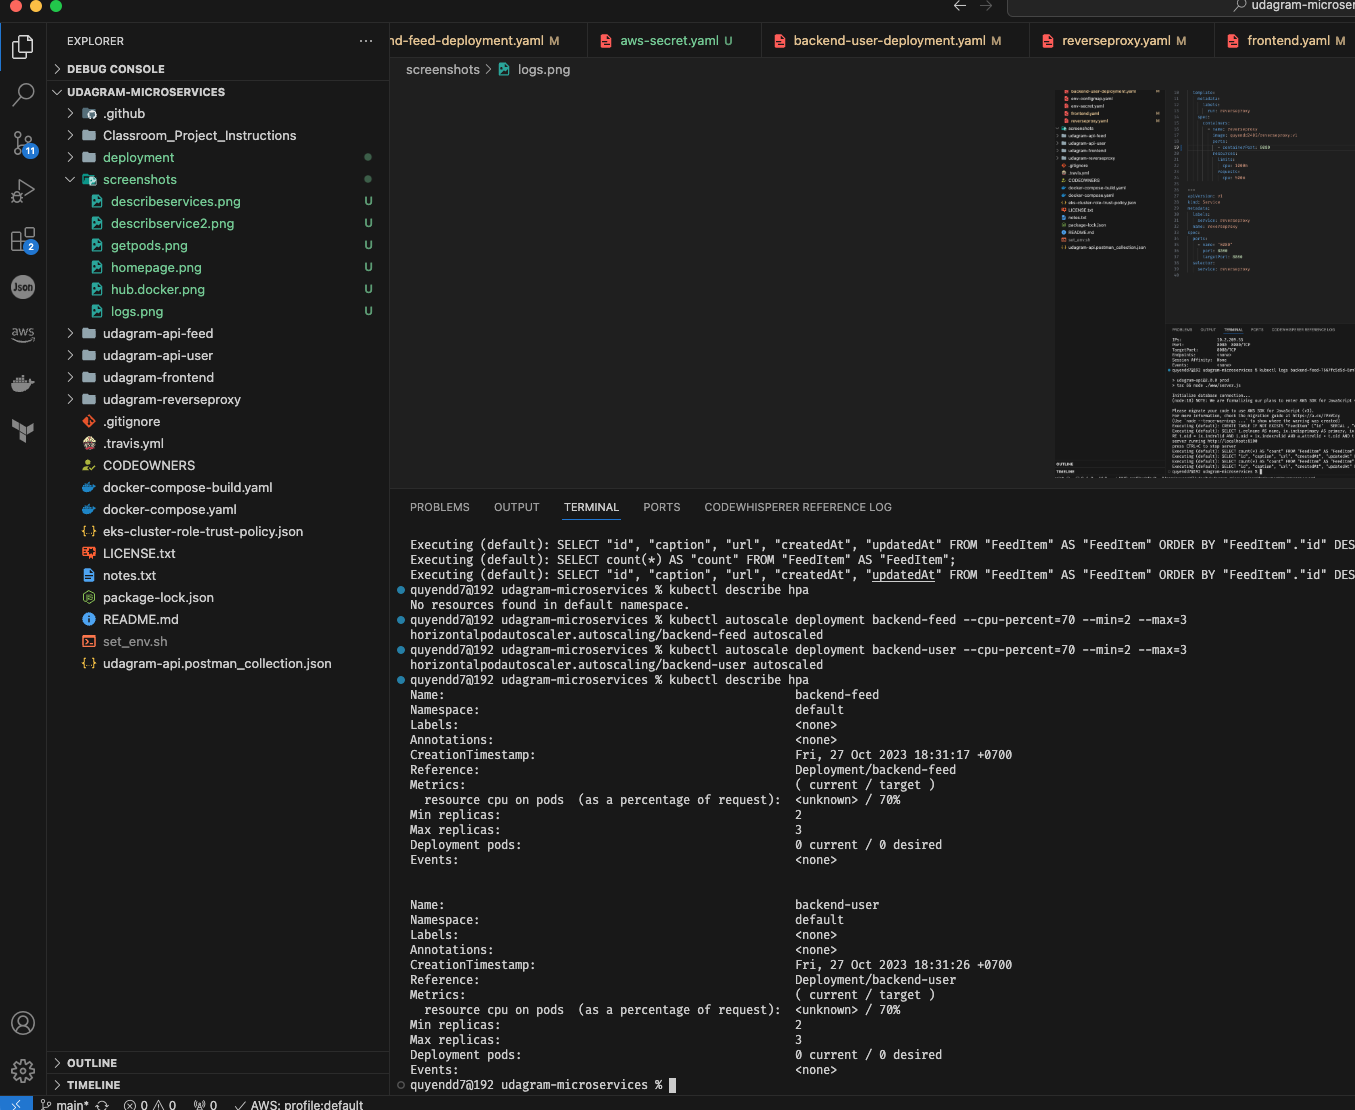 udagram-microser
EXPLORER
nd-feed-deployment.yaml M
aws-secret.yaml U
backend-user-deployment.yaml M
reverseproxy.yaml M
frontend.yaml M
screenshots > logs.png
DEBUG CONSOLE
UDAGRAM-MICROSERVICES
.github
Classroom_Project_Instructions
deployment
screenshots
describeservices.png U
describservice2.png U
getpods.png U
homepage.png U
hub.docker.png U
logs.png U
udagram-api-feed
udagram-api-user
udagram-frontend
udagram-reverseproxy
.gitignore
.travis.yml
CODEOWNERS
docker-compose-build.yaml
docker-compose.yaml
eks-cluster-role-trust-policy.json
LICENSE.txt
notes.txt
package-lock.json
README.md
set_env.sh
udagram-api.postman_collection.json
OUTLINE
TIMELINE
11
2
Json
aws
PROBLEMS OUTPUT TERMINAL PORTS CODEWHISPERER REFERENCE LOG
Executing (default): SELECT "id", "caption", "url", "createdAt", "updatedAt" FROM "FeedItem" AS "FeedItem" ORDER BY "FeedItem"."id" DES
Executing (default): SELECT count(*) AS "count" FROM "FeedItem" AS "FeedItem";
Executing (default): SELECT "id", "caption", "url", "createdAt", "updatedAt" FROM "FeedItem" AS "FeedItem" ORDER BY "FeedItem"."id" DES
quyendd7@192 udagram-microservices % kubectl describe hpa
No resources found in default namespace.
quyendd7@192 udagram-microservices % kubectl autoscale deployment backend-feed --cpu-percent=70 --min=2 --max=3
horizontalpodautoscaler.autoscaling/backend-feed autoscaled
quyendd7@192 udagram-microservices % kubectl autoscale deployment backend-user --cpu-percent=70 --min=2 --max=3
horizontalpodautoscaler.autoscaling/backend-user autoscaled
quyendd7@192 udagram-microservices % kubectl describe hpa
Name: backend-feed
Namespace: default
Labels: <none>
Annotations: <none>
CreationTimestamp: Fri, 27 Oct 2023 18:31:17 +0700
Reference: Deployment/backend-feed
Metrics: ( current / target )
resource cpu on pods (as a percentage of request): <unknown> / 70%
Min replicas: 2
Max replicas: 3
Deployment pods: 0 current / 0 desired
Events: <none>
Name: backend-user
Namespace: default
Labels: <none>
Annotations: <none>
CreationTimestamp: Fri, 27 Oct 2023 18:31:26 +0700
Reference: Deployment/backend-user
Metrics: ( current / target )
resource cpu on pods (as a percentage of request): <unknown> / 70%
Min replicas: 2
Max replicas: 3
Deployment pods: 0 current / 0 desired
Events: <none>
quyendd7@192 udagram-microservices %
main* 0 0 0 AWS: profile:default